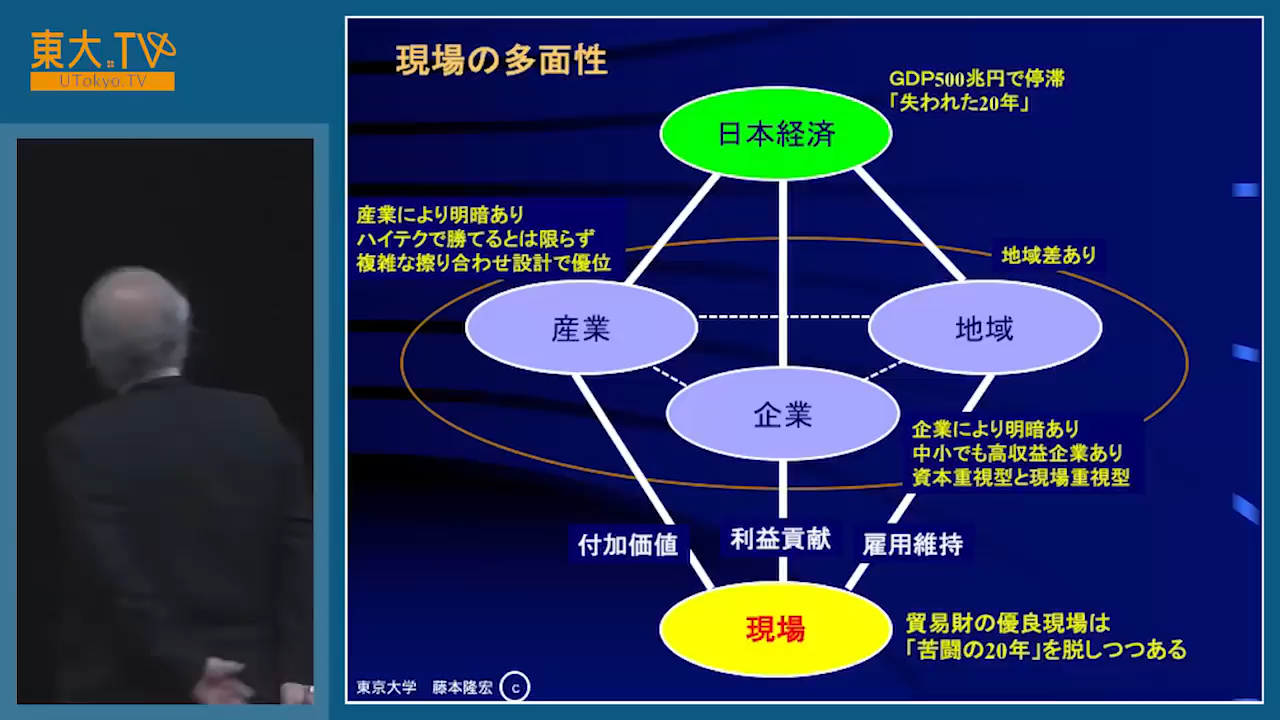 東大.TV
UTokyo.TV
現場の多面性
GDP500兆円で停滞
「失われた20年」
日本経済
産業により明暗あり
ハイテクで勝てるとは限らず
複雑な擦り合わせ設計で優位
地域差あり
産業
地域
企業
企業により明暗あり
中小でも高収益企業あり
資本重視型と現場重視型
付加価値
利益貢献
雇用維持
現場
貿易財の優良現場は
「苦闘の20年」を脱しつつある
東京大学 藤本隆宏 c